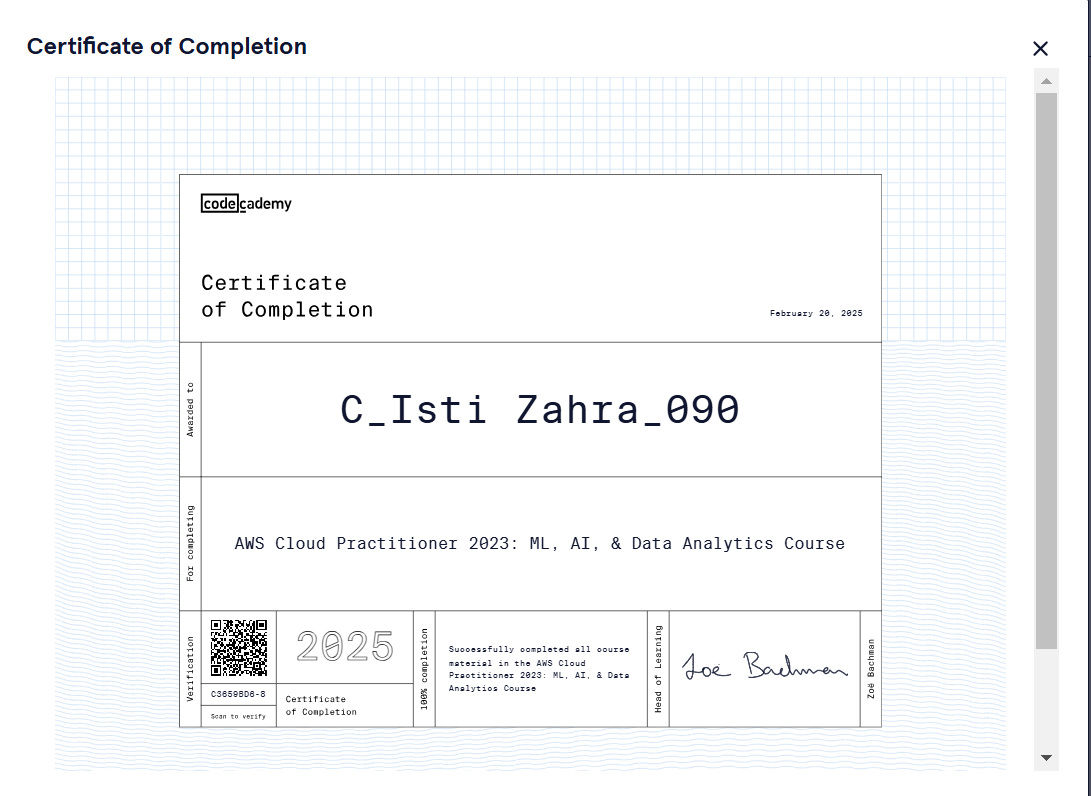 Certificate of Completion
codecademy
Certificate
of Completion
February 20, 2025
Awarded to
C_Isti Zahra_090
For completing
AWS Cloud Practitioner 2023: ML, AI, & Data Analytics Course
Verification
C3659BD6-8
Scan to verify
2025
Certificate
of Completion
100% completion
Successfully completed all course
material in the AWS Cloud
Practitioner 2023: ML, AI, & Data
Analytics Course
Head of Learning
Zoë Bachman
Zoë Bachman